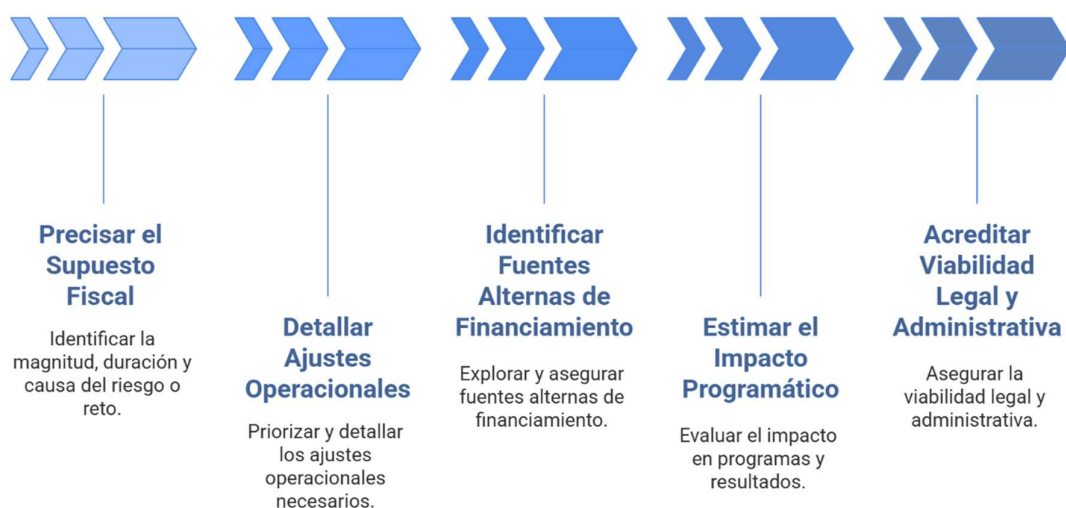 Precisar el
Supuesto
Fiscal
Identificar la
magnitud, duración y
causa del riesgo o
reto.
Detallar
Ajustes
Operacionales
Priorizar y detallar
los ajustes
operacionales
necesarios.
Identificar
Fuentes
Alternas de
Financiamiento
Explorar y asegurar
fuentes alternas de
financiamiento.
Estimar el
Impacto
Programático
Evaluar el impacto
en programas y
resultados.
Acreditar
Viabilidad
Legal y
Administrativa
Asegurar la
viabilidad legal y
administrativa.